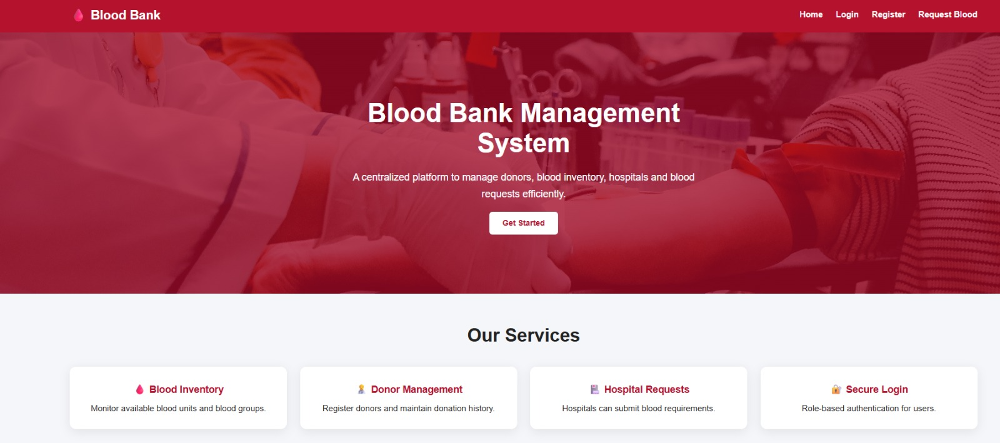 Blood Bank
Home
Login
Register
Request Blood
Blood Bank Management
System
A centralized platform to manage donors, blood inventory, hospitals and blood
requests efficiently.
Get Started
Our Services
Blood Inventory
Monitor available blood units and blood groups.
Donor Management
Register donors and maintain donation history.
Hospital Requests
Hospitals can submit blood requirements.
Secure Login
Role-based authentication for users.